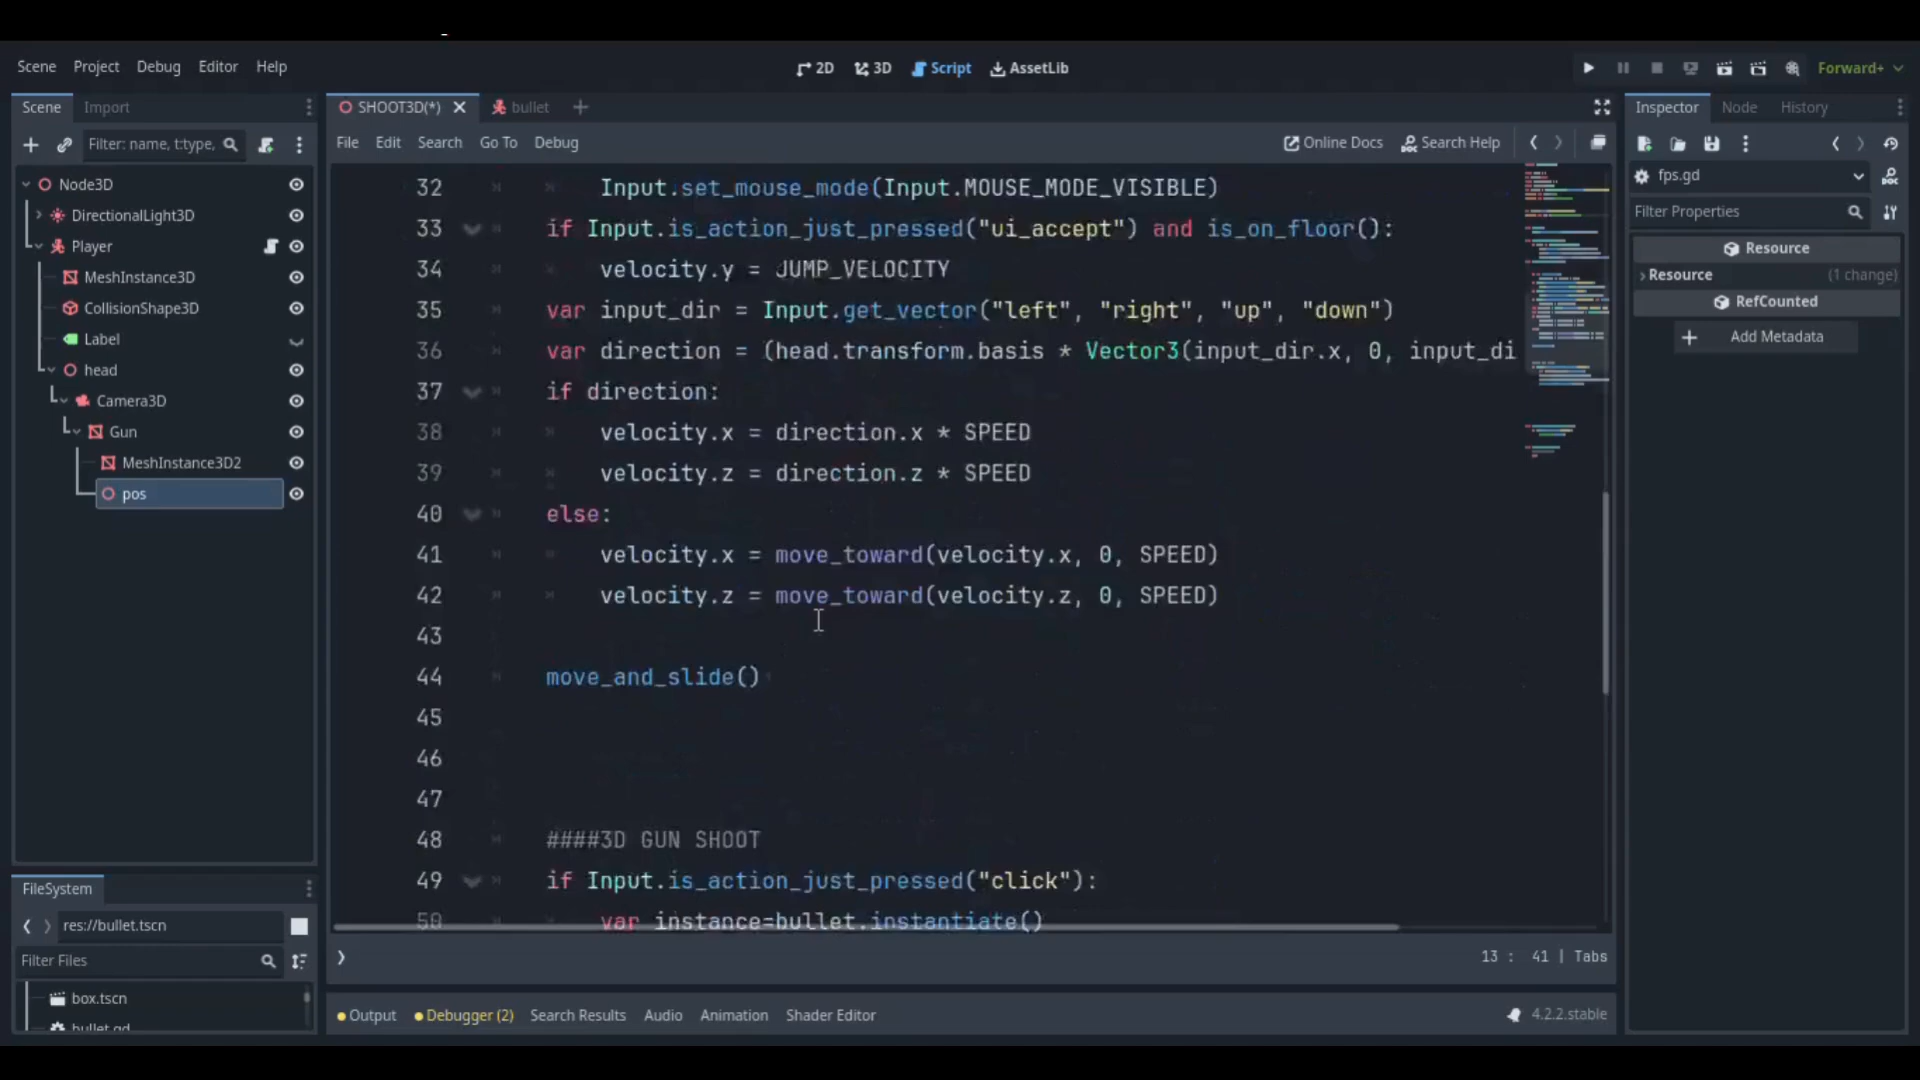 Scene Project Debug Editor Help
2D 3D Script AssetLib
Forward+
Scene Import
SHOOT3D(*) bullet
Inspector Node History
Filter: name, t:type,
File Edit Search Go To Debug
Online Docs Search Help
Node3D
DirectionalLight3D
Player
MeshInstance3D
CollisionShape3D
Label
head
Camera3D
Gun
MeshInstance3D2
pos
32 Input.set_mouse_mode(Input.MOUSE_MODE_VISIBLE)
33 if Input.is_action_just_pressed("ui_accept") and is_on_floor():
34 velocity.y = JUMP_VELOCITY
35 var input_dir = Input.get_vector("left", "right", "up", "down")
36 var direction = (head.transform.basis * Vector3(input_dir.x, 0, input_di
37 if direction:
38 velocity.x = direction.x * SPEED
39 velocity.z = direction.z * SPEED
40 else:
41 velocity.x = move_toward(velocity.x, 0, SPEED)
42 velocity.z = move_toward(velocity.z, 0, SPEED)
43
44 move_and_slide()
45
46
47
48 ####3D GUN SHOOT
49 if Input.is_action_just_pressed("click"):
50 var instance=bullet.instantiate()
13 : 41 | Tabs
fps.gd
Filter Properties
Resource
Resource (1 change)
RefCounted
Add Metadata
FileSystem
res://bullet.tscn
Filter Files
box.tscn
bullet.gd
Output Debugger (2) Search Results Audio Animation Shader Editor
4.2.2.stable